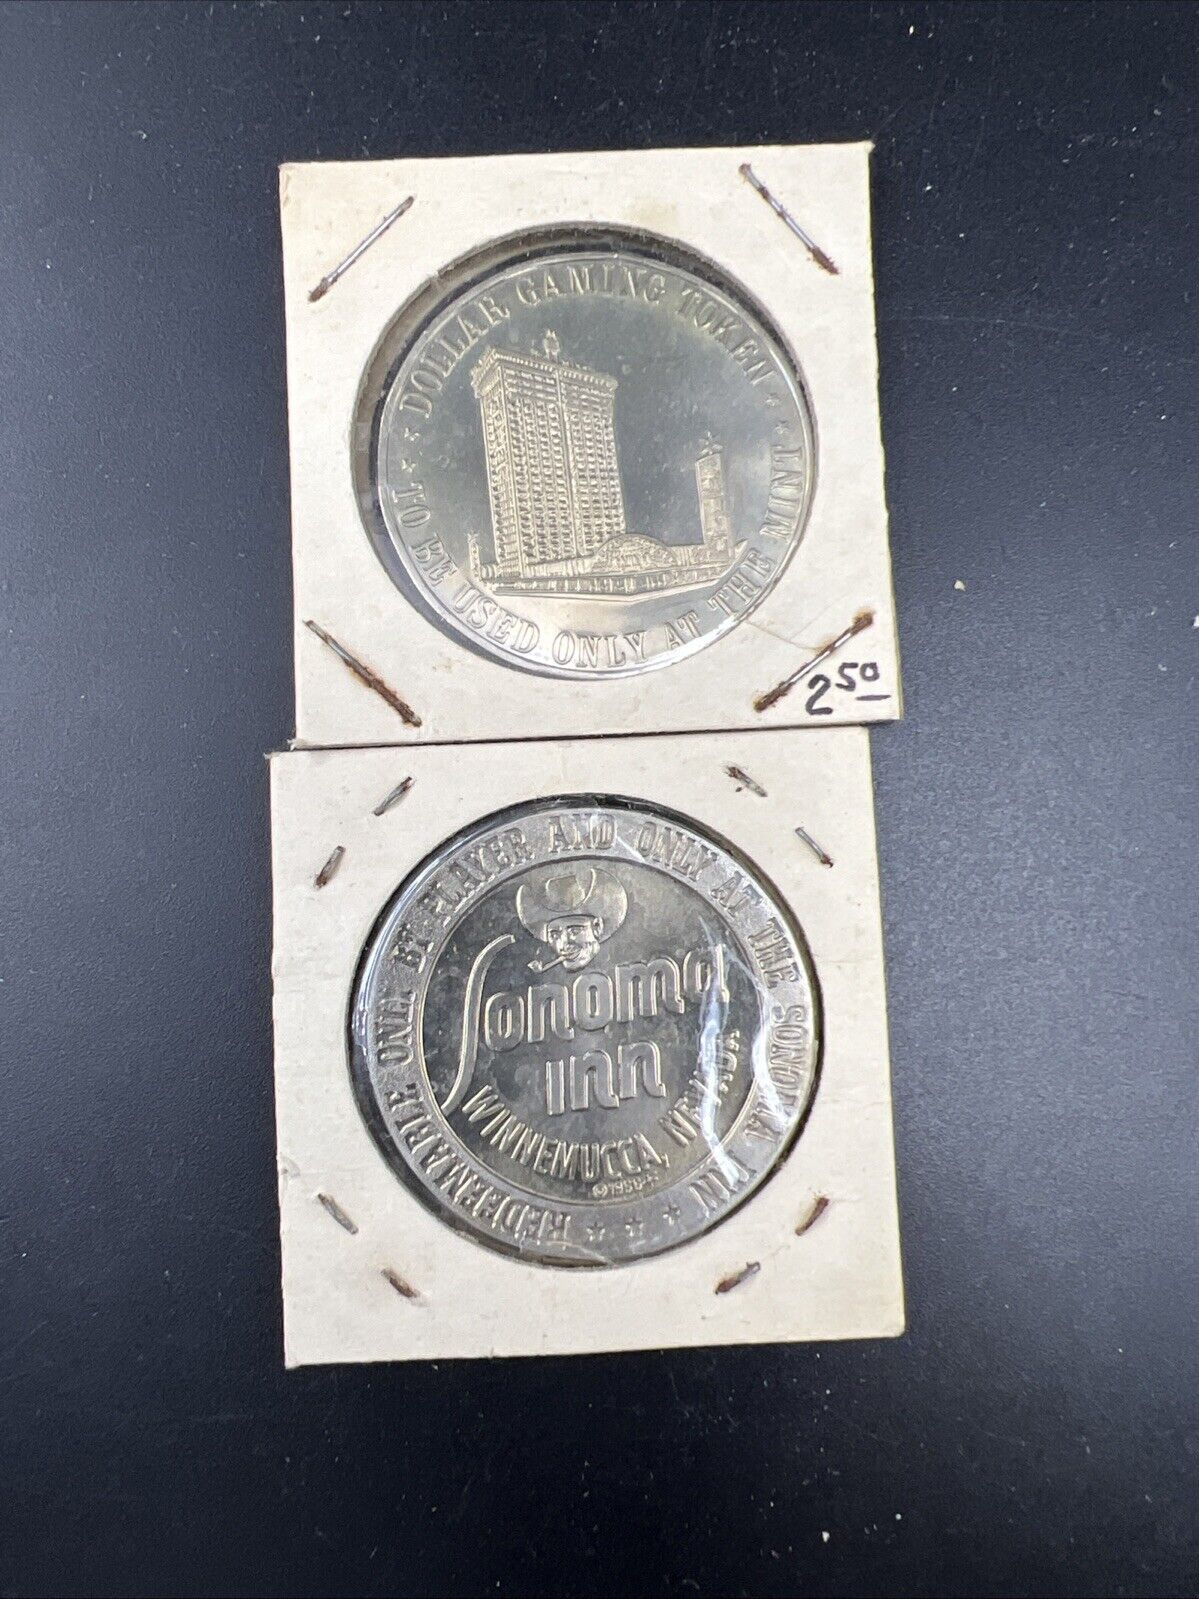 · * DOLLAR GAMING TOKEN * ·
TO BE USED ONLY AT THE MINT
2 50
REDEEMABLE ONLY BY PLAYER AND ONLY AT THE SONOMA INN
Sonoma
Inn
WINNEMUCCA, NEVADA